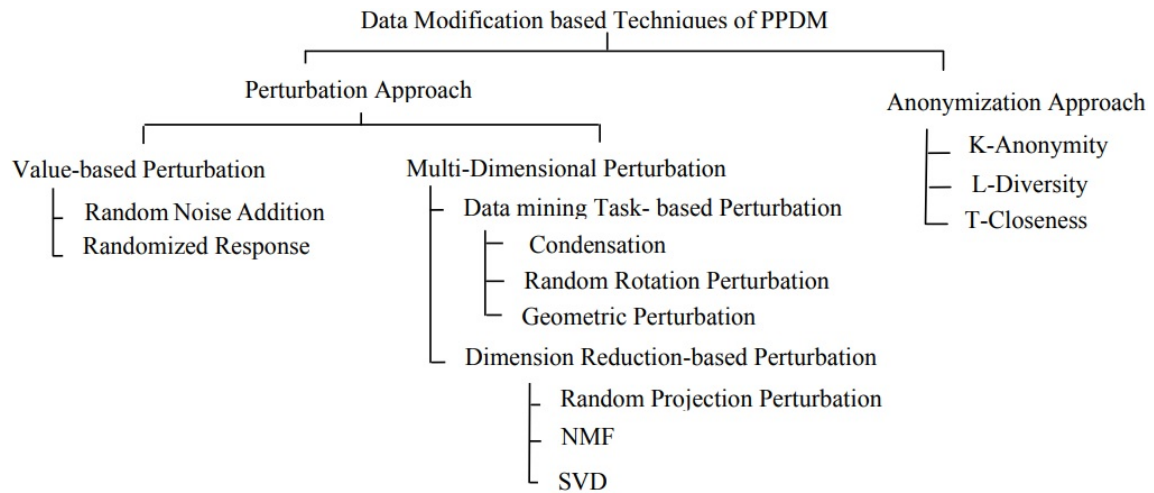 Data Modification based Techniques of PPDM
Perturbation Approach
Anonymization Approach
K-Anonymity
L-Diversity
T-Closeness
Value-based Perturbation
Random Noise Addition
Randomized Response
Multi-Dimensional Perturbation
Data mining Task- based Perturbation
Condensation
Random Rotation Perturbation
Geometric Perturbation
Dimension Reduction-based Perturbation
Random Projection Perturbation
NMF
SVD